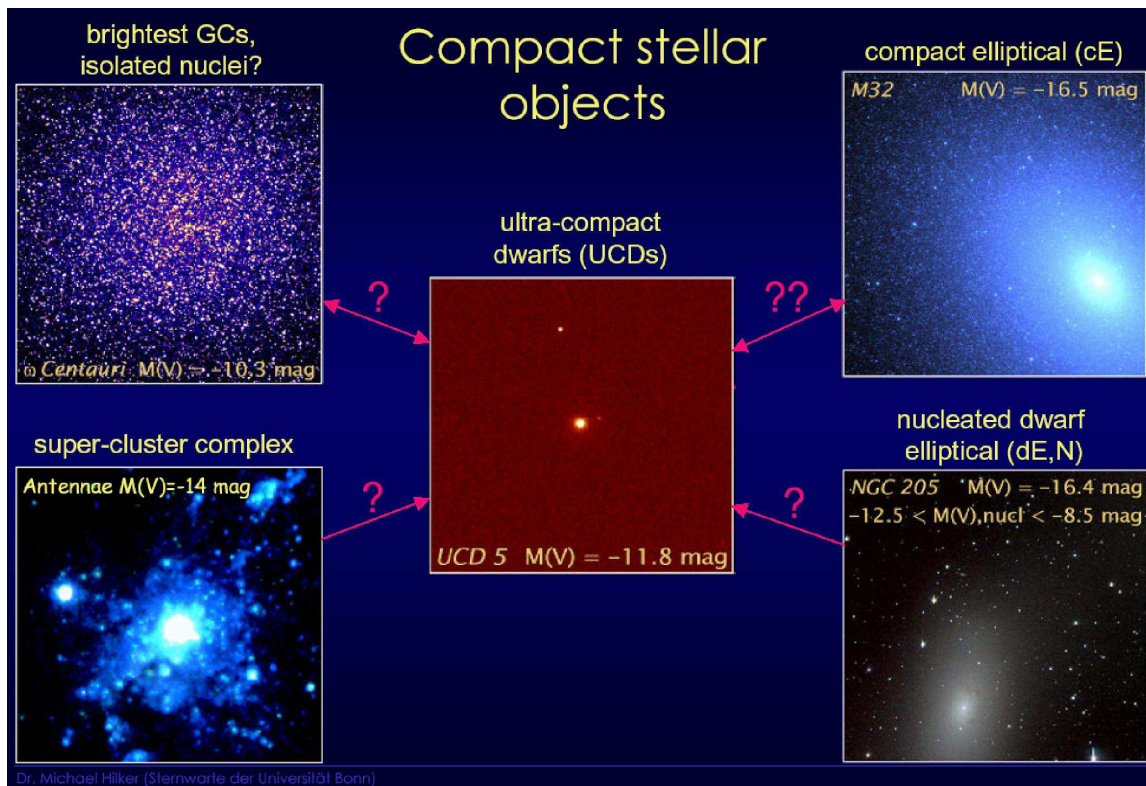 Compact stellar
objects
brightest GCs,
isolated nuclei?
ω Centauri M(V) = -10.3 mag
compact elliptical (cE)
M32 M(V) = -16.5 mag
ultra-compact
dwarfs (UCDs)
?
??
UCD 5 M(V) = -11.8 mag
super-cluster complex
Antennae M(V)=-14 mag
?
nucleated dwarf
elliptical (dE,N)
NGC 205 M(V) = -16.4 mag
-12.5 < M(V),nucl < -8.5 mag
?
Dr. Michael Hilker (Sternwarte der Universität Bonn)